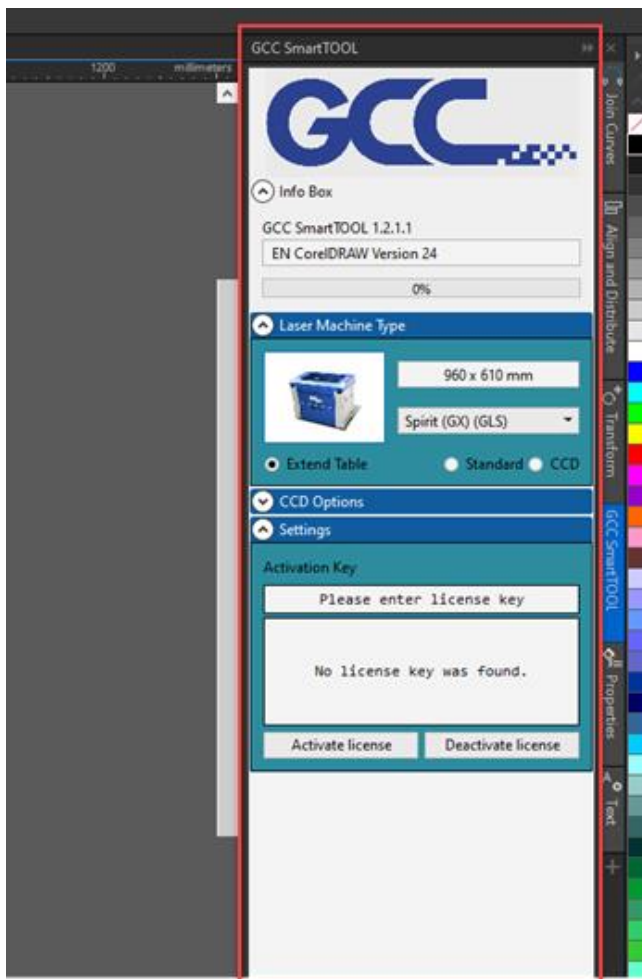 GCC SmartTOOL
1200 millimeters
GCC
Info Box
GCC SmartTOOL 1.2.1.1
EN CorelDRAW Version 24
0%
Laser Machine Type
960 x 610 mm
Spirit (GX) (GLS)
Extend Table Standard CCD
CCD Options
Settings
Activation Key
Please enter license key
No license key was found.
Activate license Deactivate license
Join Curves
Align and Distribute
Transform
GCC SmartTOOL
Properties
Text